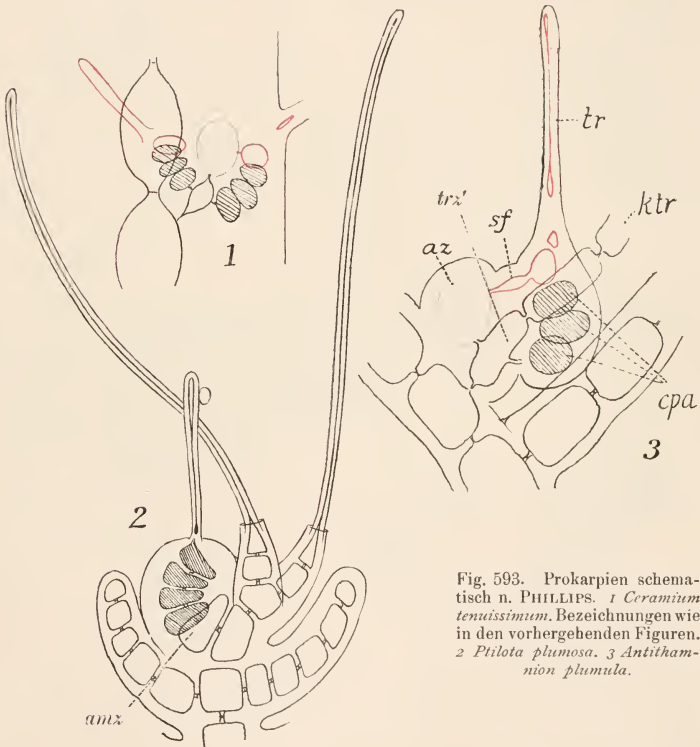 1
tr
trz'
sf
ktr
az
cpa
3
2
amz
Fig. 593. Prokarpien schema-
tisch n. PHILLIPS. 1 Ceramium
tenuissimum. Bezeichnungen wie
in den vorhergehenden Figuren.
2 Ptilota plumosa. 3 Antitham-
nion plumula.